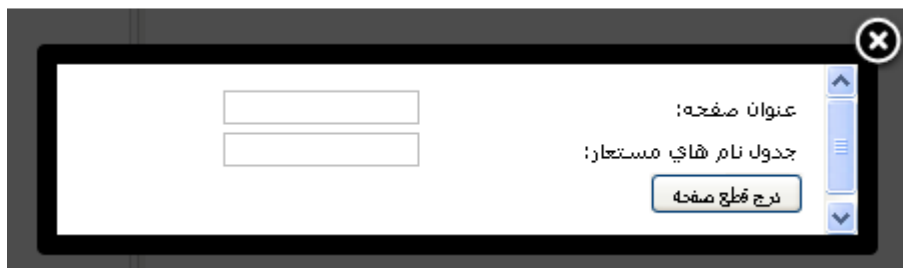 عنوان صفحه:
جدول نام هاي مستعار:
درج قطع صفحه